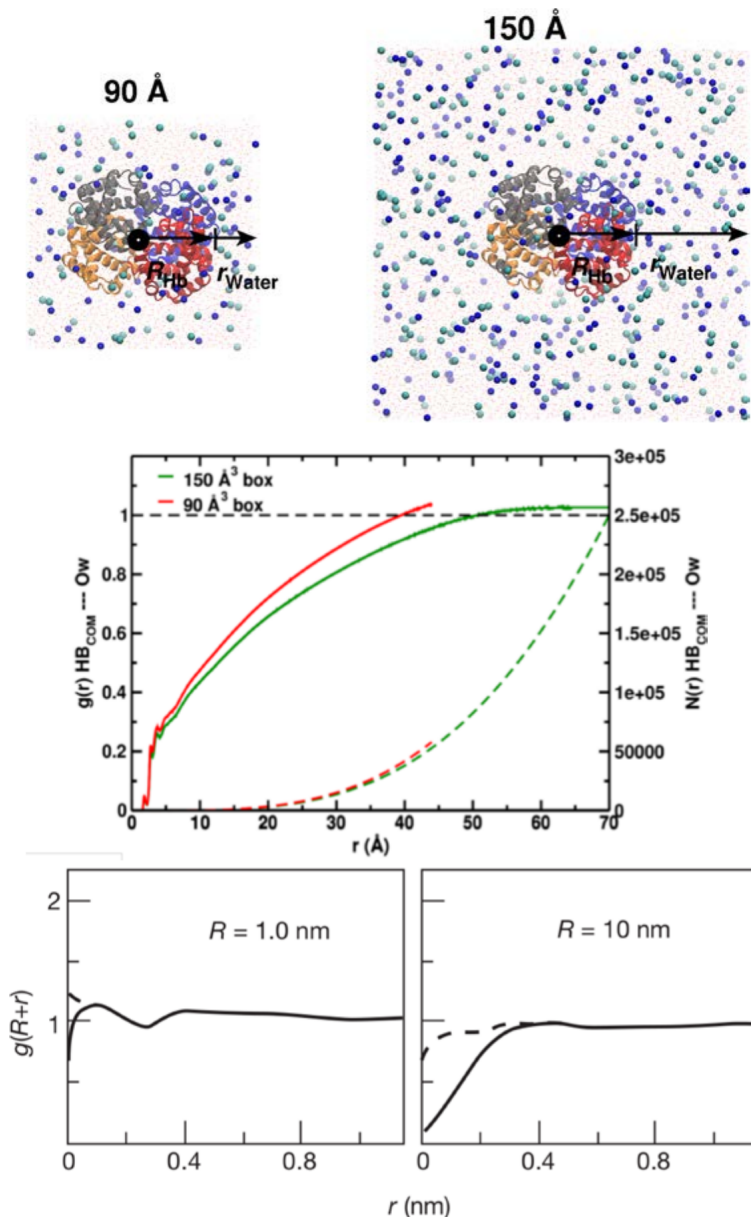 90 Å
150 Å
R_Hb
r_Water
R_Hb
r_Water
150 Å³ box
90 Å³ box
g(r) HB_COM --- Ow
1
0.8
0.6
0.4
0.2
0
3e+05
2.5e+05
2e+05
1.5e+05
1e+05
50000
0
N(r) HB_COM --- Ow
0 10 20 30 40 50 60 70
r (Å)
g(R+r)
2
1
R = 1.0 nm
R = 10 nm
0 0.4 0.8
0 0.4 0.8
r (nm)